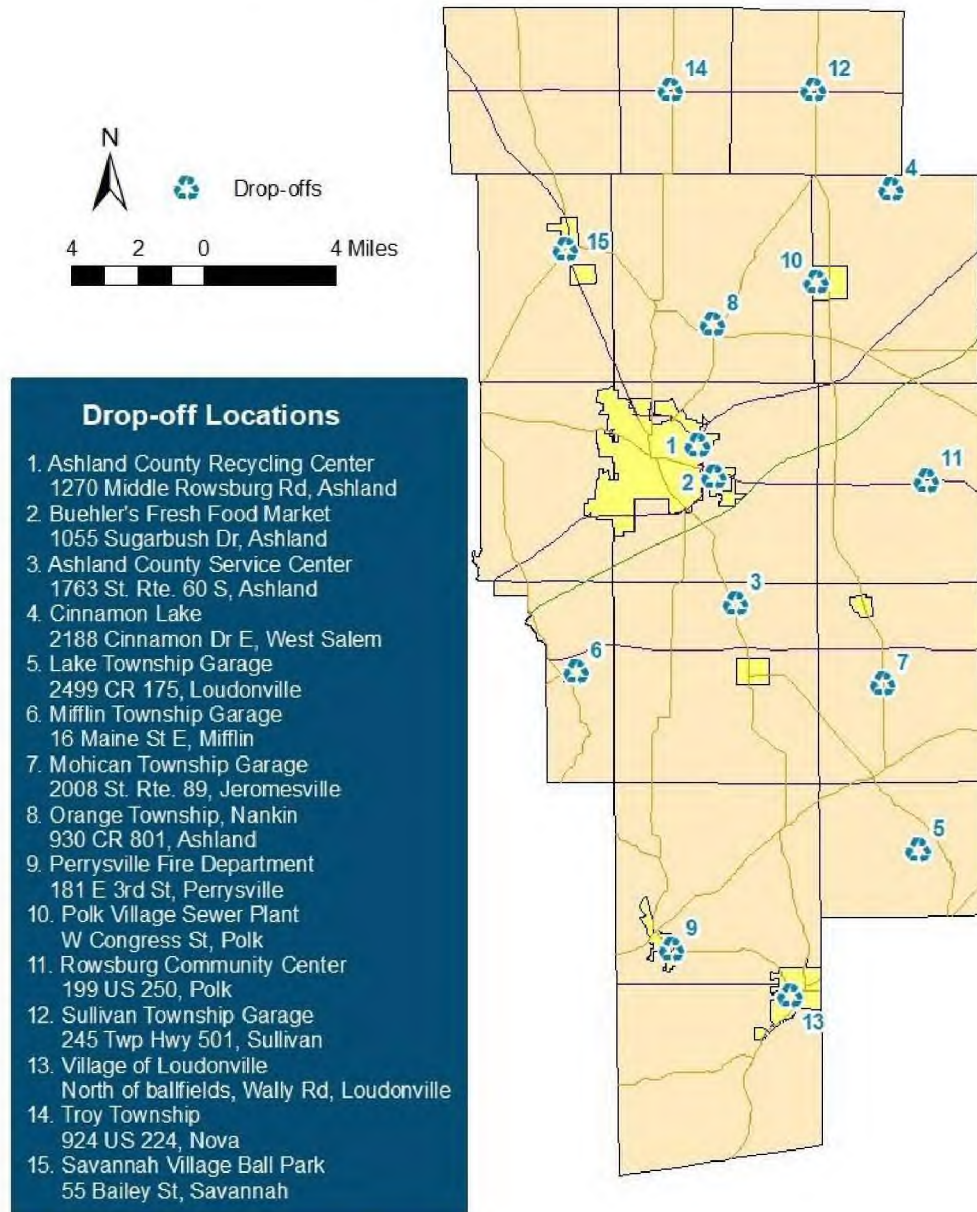 N
Drop-offs
4 2 0 4 Miles
Drop-off Locations
1. Ashland County Recycling Center
1270 Middle Rowsburg Rd, Ashland
2. Buehler's Fresh Food Market
1055 Sugarbush Dr, Ashland
3. Ashland County Service Center
1763 St. Rte. 60 S, Ashland
4. Cinnamon Lake
2188 Cinnamon Dr E, West Salem
5. Lake Township Garage
2499 CR 175, Loudonville
6. Mifflin Township Garage
16 Maine St E, Mifflin
7. Mohican Township Garage
2008 St. Rte. 89, Jeromesville
8. Orange Township, Nankin
930 CR 801, Ashland
9. Perrysville Fire Department
181 E 3rd St, Perrysville
10. Polk Village Sewer Plant
W Congress St, Polk
11. Rowsburg Community Center
199 US 250, Polk
12. Sullivan Township Garage
245 Twp Hwy 501, Sullivan
13. Village of Loudonville
North of ballfields, Wally Rd, Loudonville
14. Troy Township
924 US 224, Nova
15. Savannah Village Ball Park
55 Bailey St, Savannah
14
12
4
15
10
8
1
2
11
3
6
7
5
9
13